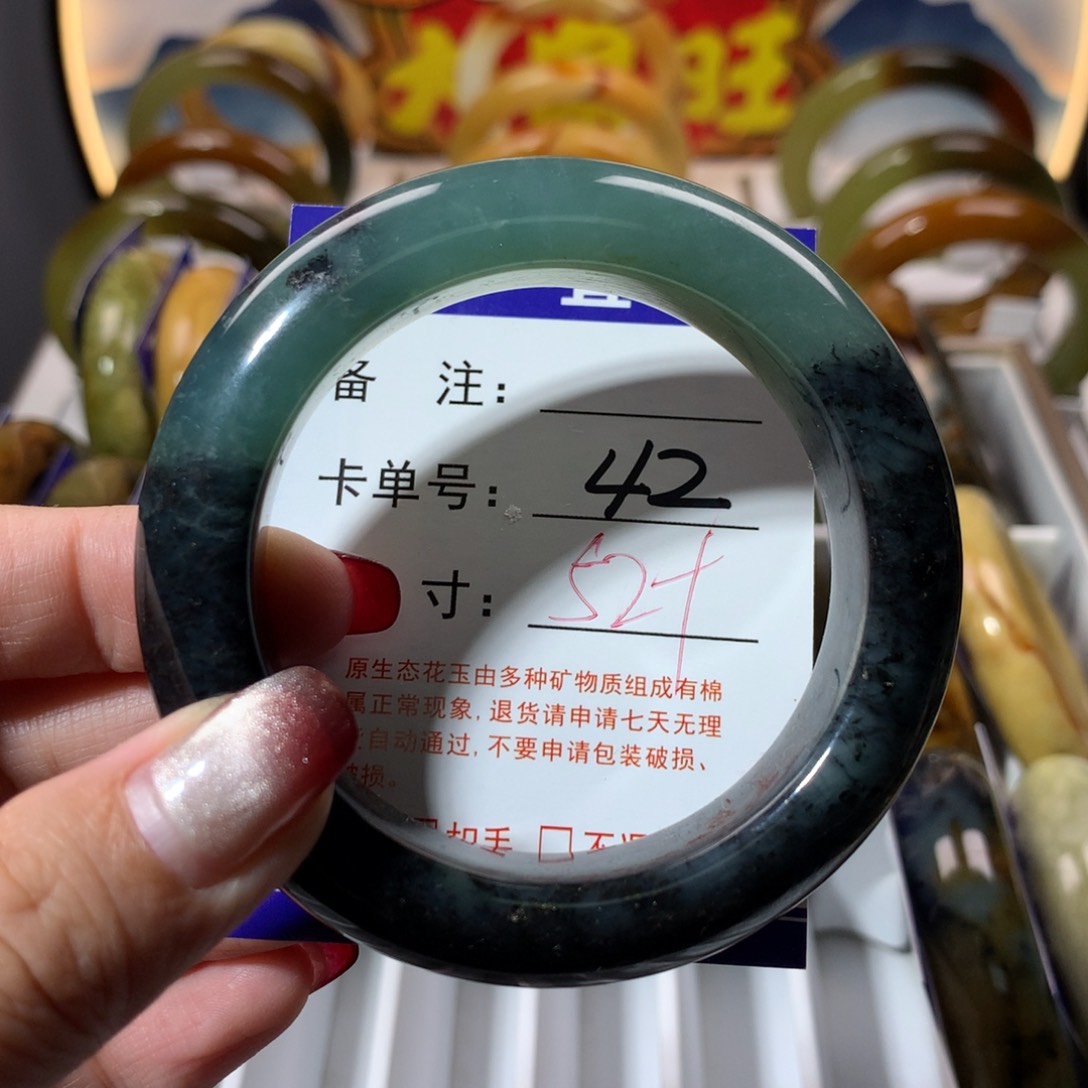 旺
备 注:
卡单号: 42
寸: 52+
原生态花玉由多种矿物质组成有棉
属正常现象,退货请申请七天无理
自动通过,不要申请包装破损、
损。